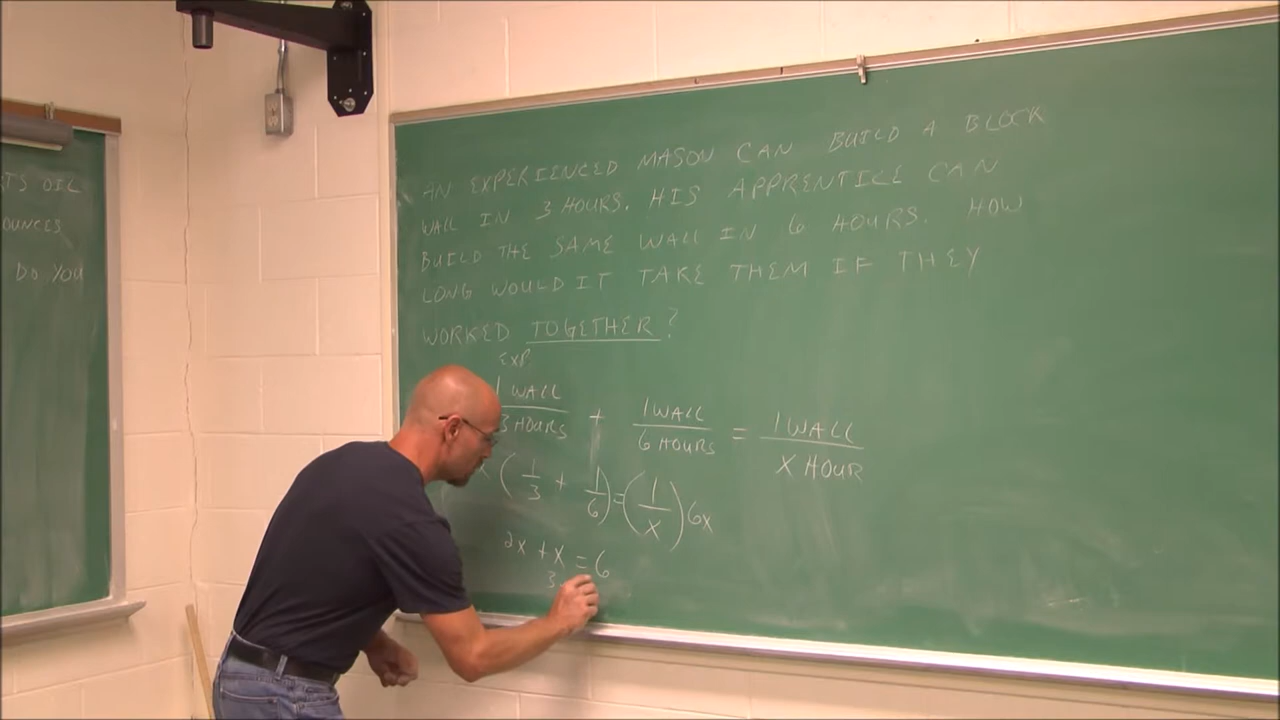 TS OIL
OUNCES
DO YOU
AN EXPERIENCED MASON CAN BUILD A BLOCK
WALL IN 3 HOURS. HIS APPRENTICE CAN
BUILD THE SAME WALL IN 6 HOURS. HOW
LONG WOULD IT TAKE THEM IF THEY
WORKED TOGETHER?
EXP
1 WALL/3 HOURS + 1 WALL/6 HOURS = 1 WALL/X HOUR
x(1/3 + 1/6) = (1/x)6x
2x + x = 6
3